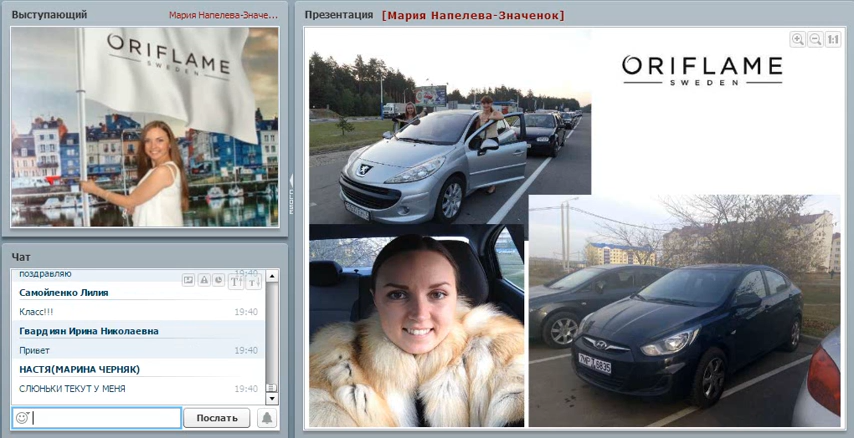 Выступающий
Мария Напелева-Значе...
ORIFLAME
SWEDEN
Презентация [Мария Напелева-Значенок]
1:1
ORIFLAME
SWEDEN
Чат
поздравляю 19:40
Самойленко Лилия
Класс!!! 19:40
Гвардиян Ирина Николаевна
Привет 19:40
НАСТЯ(МАРИНА ЧЕРНЯК)
СЛЮНЬКИ ТЕКУТ У МЕНЯ 19:40
Послать